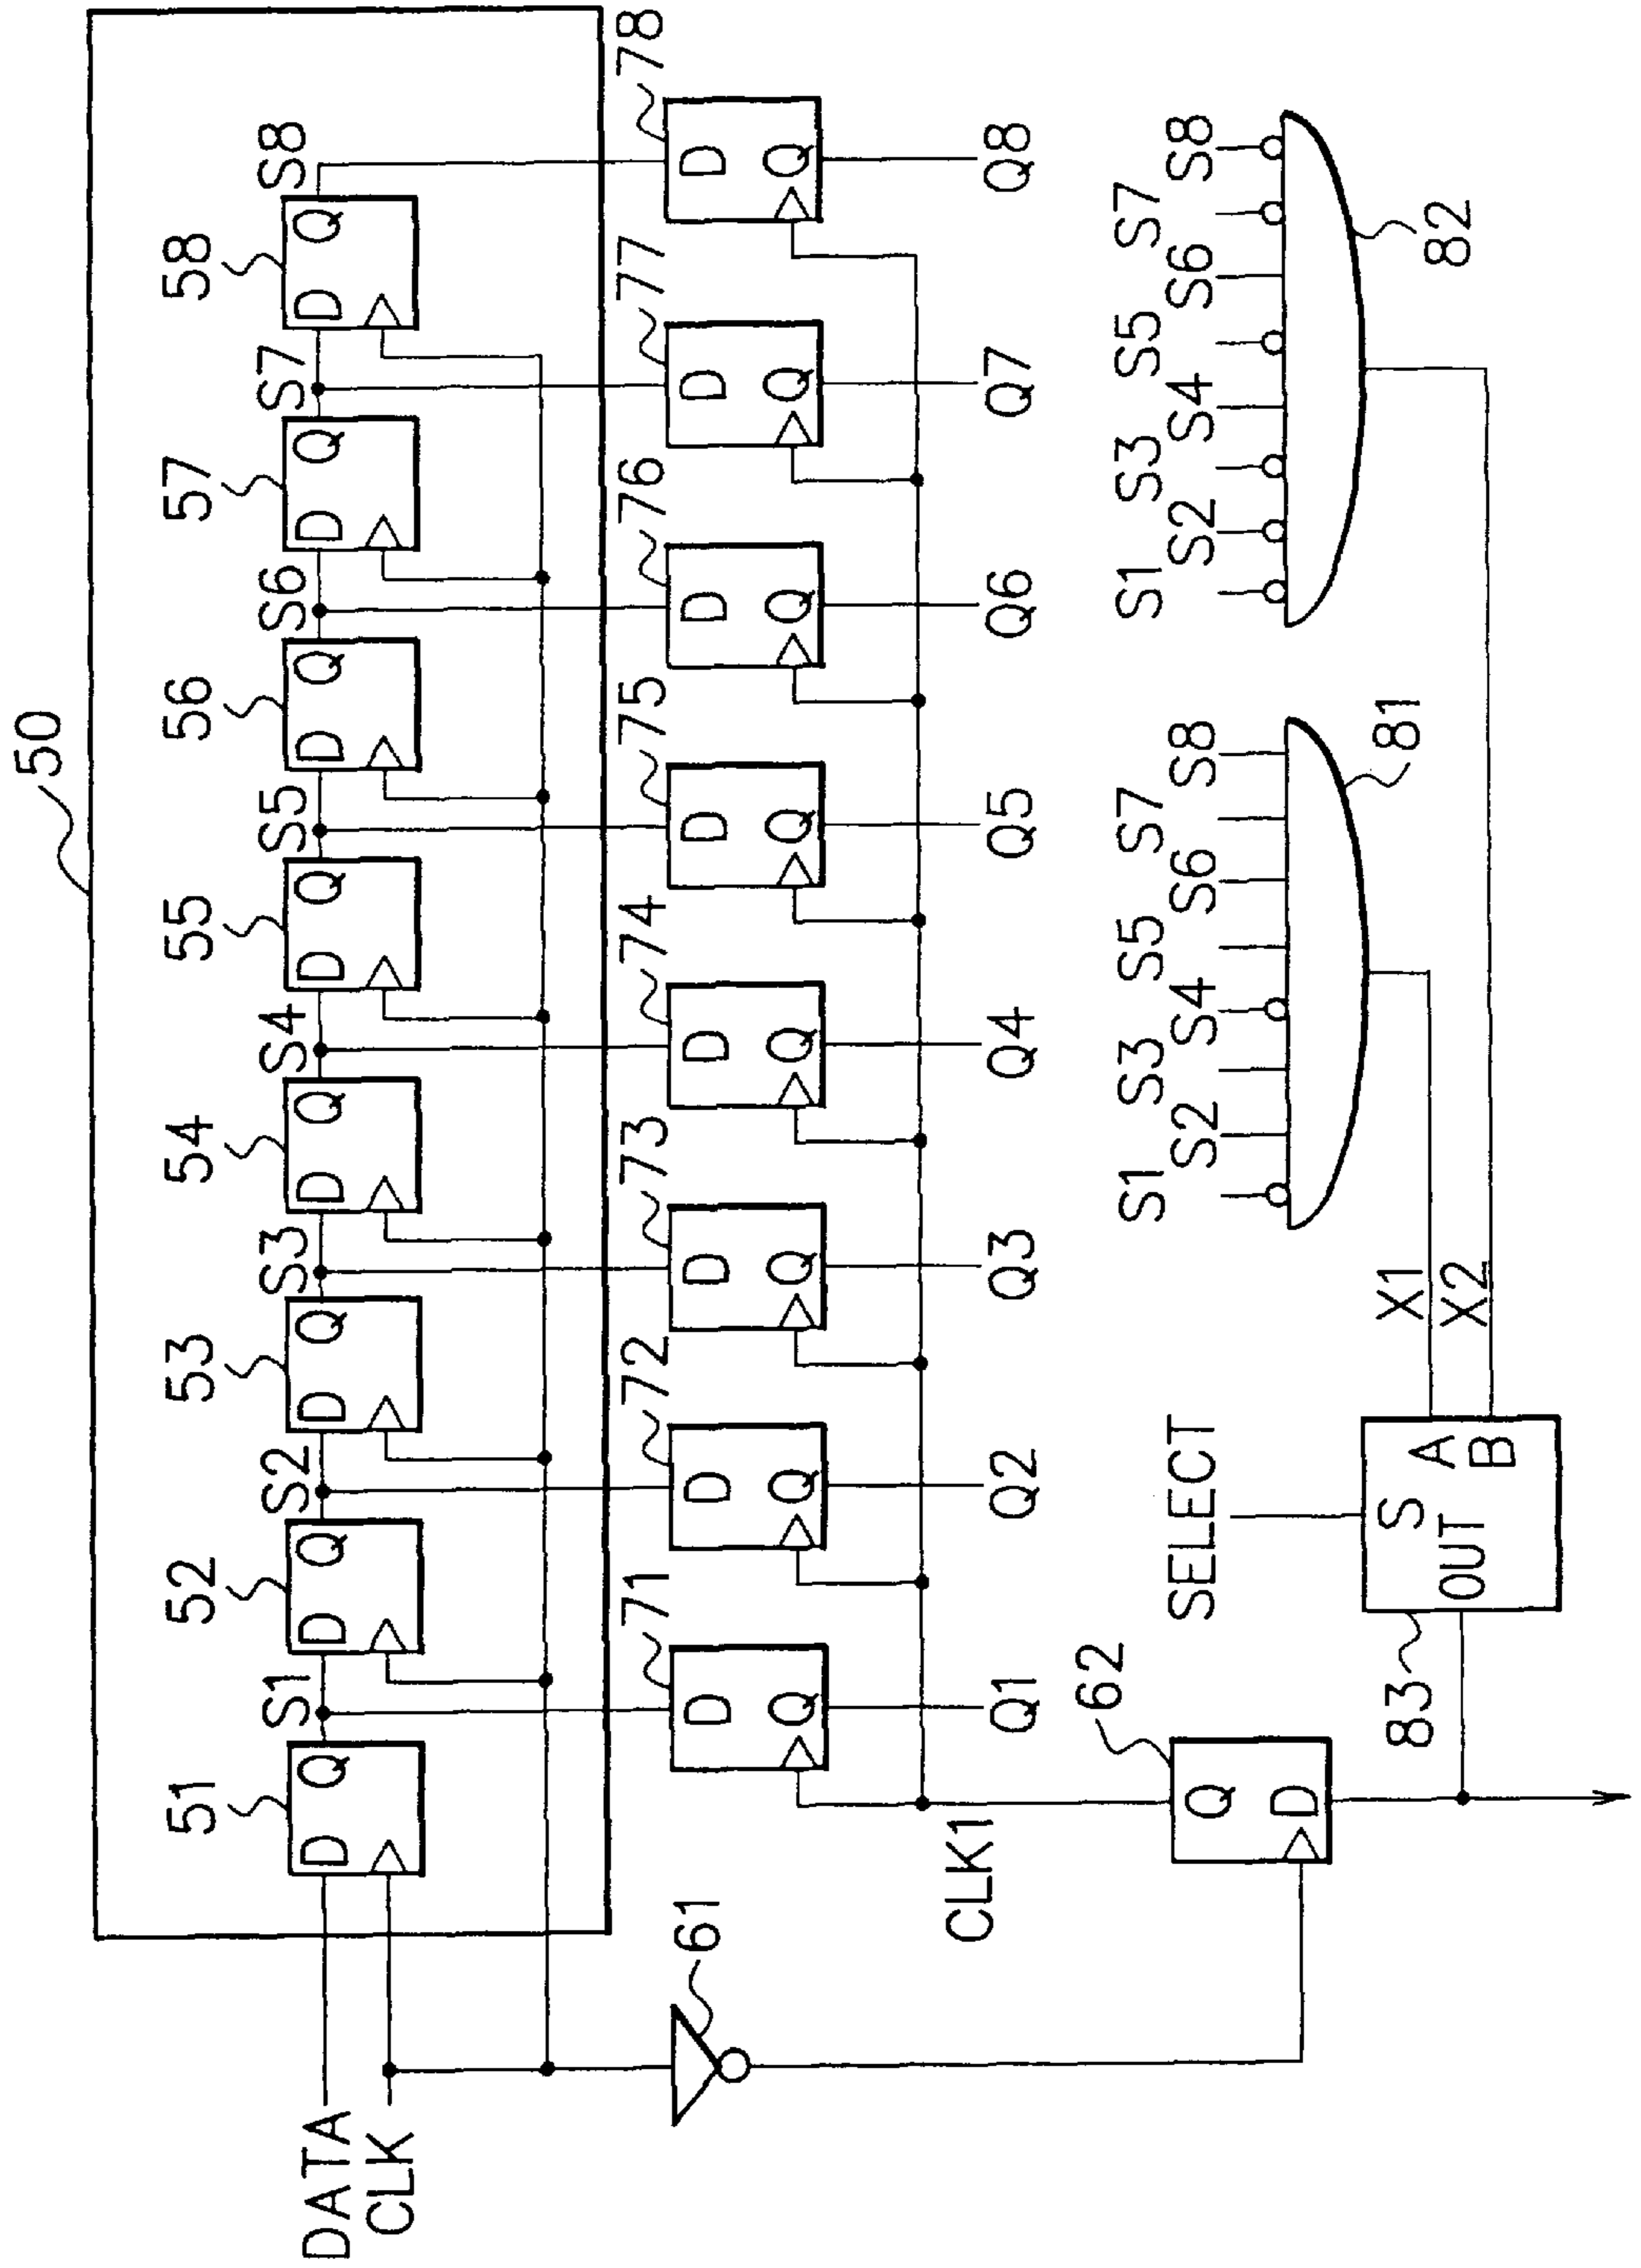 50
51 52 53 54 55 56 57 58
S1 S2 S3 S4 S5 S6 S7 S8
D Q D Q D Q D Q D Q D Q D Q D Q
DATA
CLK
61
71 72 73 74 75 76 77 78
D D D D D D D D
Q Q Q Q Q Q Q Q
Q1 Q2 Q3 Q4 Q5 Q6 Q7 Q8
CLK1
62
Q
D
SELECT
S1 S2 S3 S4 S5 S6 S7 S8
S1 S2 S3 S4 S5 S6 S7 S8
81
82
X1
X2
S A
OUT B
83